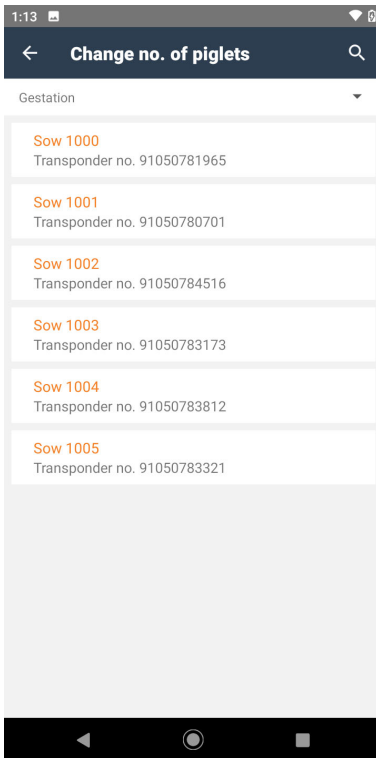 1:13
Change no. of piglets
Gestation
Sow 1000
Transponder no. 91050781965
Sow 1001
Transponder no. 91050780701
Sow 1002
Transponder no. 91050784516
Sow 1003
Transponder no. 91050783173
Sow 1004
Transponder no. 91050783812
Sow 1005
Transponder no. 91050783321